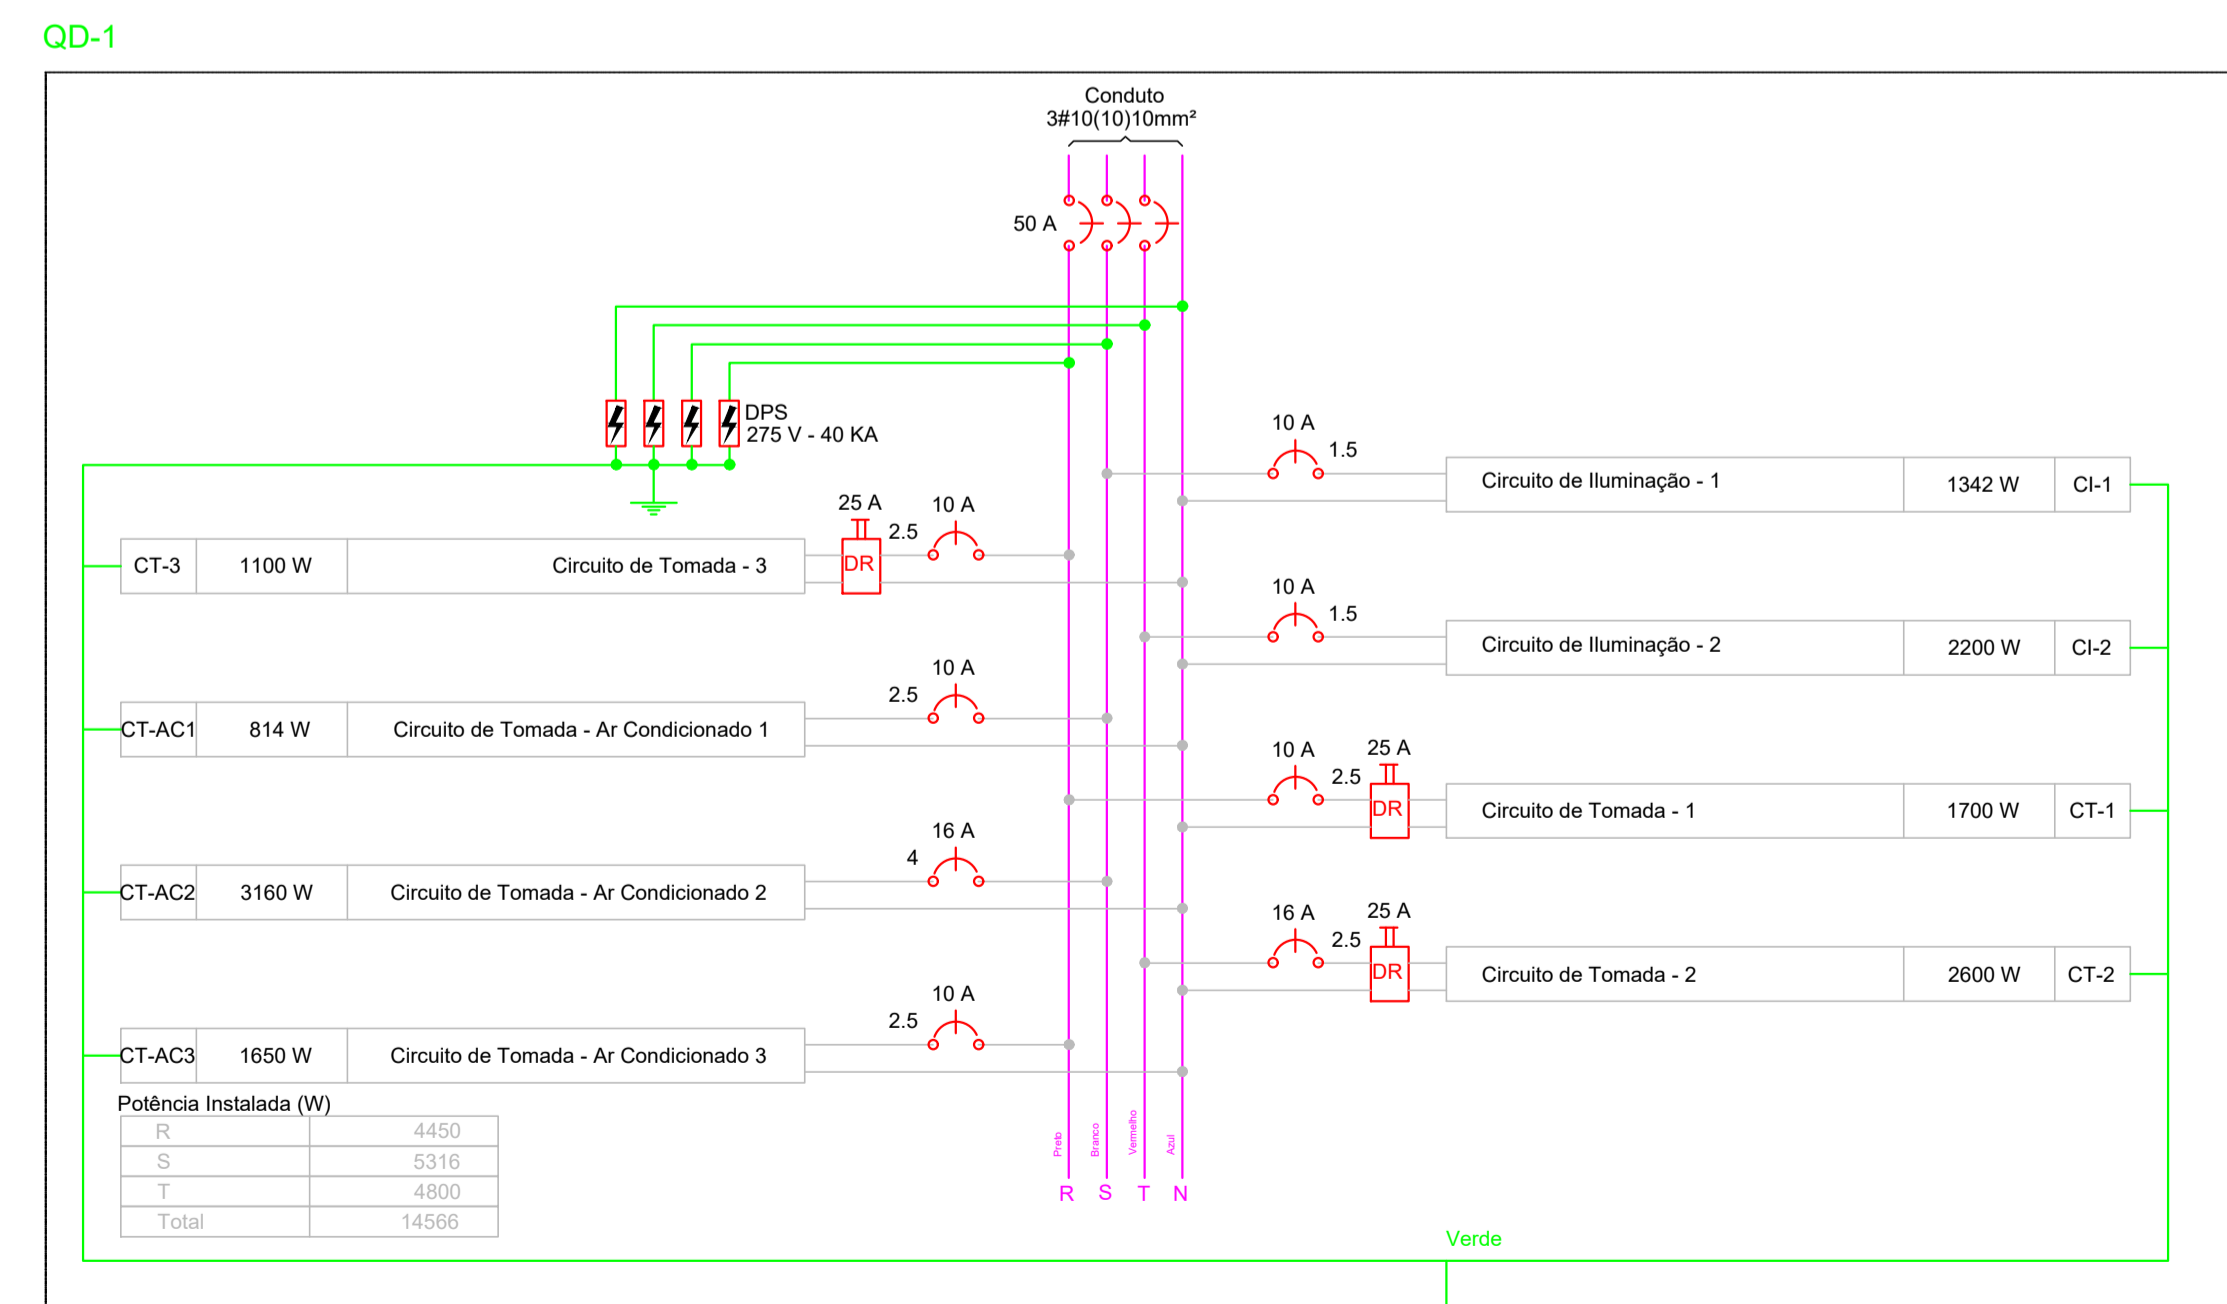 QD-1
Conduto
3#10(10)10mm²
50 A
DPS
275 V - 40 KA
10 A
1.5
Circuito de Iluminação - 1
1342 W
CI-1
25 A
10 A
2.5
CT-3
1100 W
Circuito de Tomada - 3
DR
10 A
1.5
Circuito de Iluminação - 2
2200 W
CI-2
10 A
2.5
CT-AC1
814 W
Circuito de Tomada - Ar Condicionado 1
10 A
25 A
2.5
DR
Circuito de Tomada - 1
1700 W
CT-1
16 A
4
CT-AC2
3160 W
Circuito de Tomada - Ar Condicionado 2
16 A
25 A
2.5
DR
Circuito de Tomada - 2
2600 W
CT-2
10 A
2.5
CT-AC3
1650 W
Circuito de Tomada - Ar Condicionado 3
Potência Instalada (W)
R 4450
S 5316
T 4800
Total 14566
Preto
Branco
Vermelho
Azul
R S T N
Verde